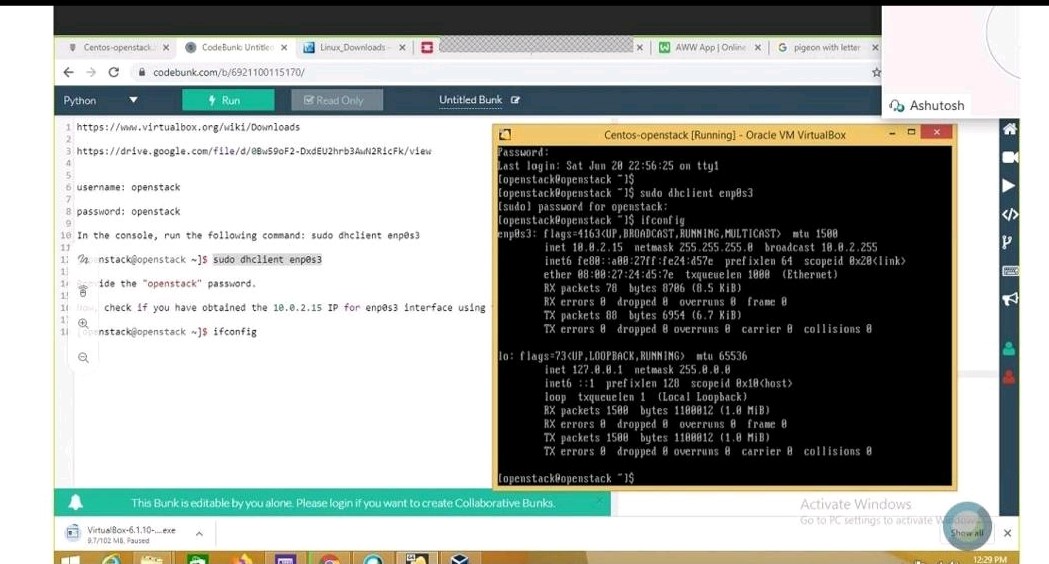 Centos-openstack
CodeBunk: Untitle
Linux_Downloads
AWW App | Online
pigeon with letter
codebunk.com/b/6921100115170/
Ashutosh
Python
Run
Read Only
Untitled Bunk
1 https://www.virtualbox.org/wiki/Downloads
2
3 https://drive.google.com/file/d/0Bw59oF2-DxdEU2hrb3AwN2RicFk/view
4
5
6 username: openstack
7
8 password: openstack
9
10 In the console, run the following command: sudo dhclient enp0s3
11
nstack@openstack ~]$ sudo dhclient enp0s3
ide the "openstack" password.
check if you have obtained the 10.0.2.15 IP for enp0s3 interface using
nstack@openstack ~]$ ifconfig
Centos-openstack [Running] - Oracle VM VirtualBox
Password:
Last login: Sat Jun 20 22:56:25 on tty1
[openstack@openstack ~]$
[openstack@openstack ~]$ sudo dhclient enp0s3
[sudo] password for openstack:
[openstack@openstack ~]$ ifconfig
enp0s3: flags=4163<UP,BROADCAST,RUNNING,MULTICAST> mtu 1500
inet 10.0.2.15 netmask 255.255.255.0 broadcast 10.0.2.255
inet6 fe80::a00:27ff:fe24:d57e prefixlen 64 scopeid 0x20<link>
ether 08:00:27:24:d5:7e txqueuelen 1000 (Ethernet)
RX packets 78 bytes 8706 (8.5 KiB)
RX errors 0 dropped 0 overruns 0 frame 0
TX packets 88 bytes 6954 (6.7 KiB)
TX errors 0 dropped 0 overruns 0 carrier 0 collisions 0
lo: flags=73<UP,LOOPBACK,RUNNING> mtu 65536
inet 127.0.0.1 netmask 255.0.0.0
inet6 ::1 prefixlen 128 scopeid 0x10<host>
loop txqueuelen 1 (Local Loopback)
RX packets 1500 bytes 1100012 (1.0 MiB)
RX errors 0 dropped 0 overruns 0 frame 0
TX packets 1500 bytes 1100012 (1.0 MiB)
TX errors 0 dropped 0 overruns 0 carrier 0 collisions 0
[openstack@openstack ~]$
This Bunk is editable by you alone. Please login if you want to create Collaborative Bunks.
Activate Windows
Go to PC settings to activate
VirtualBox-6.1.10-....exe
9.7/102 MB, Paused
Show all
12:29 PM